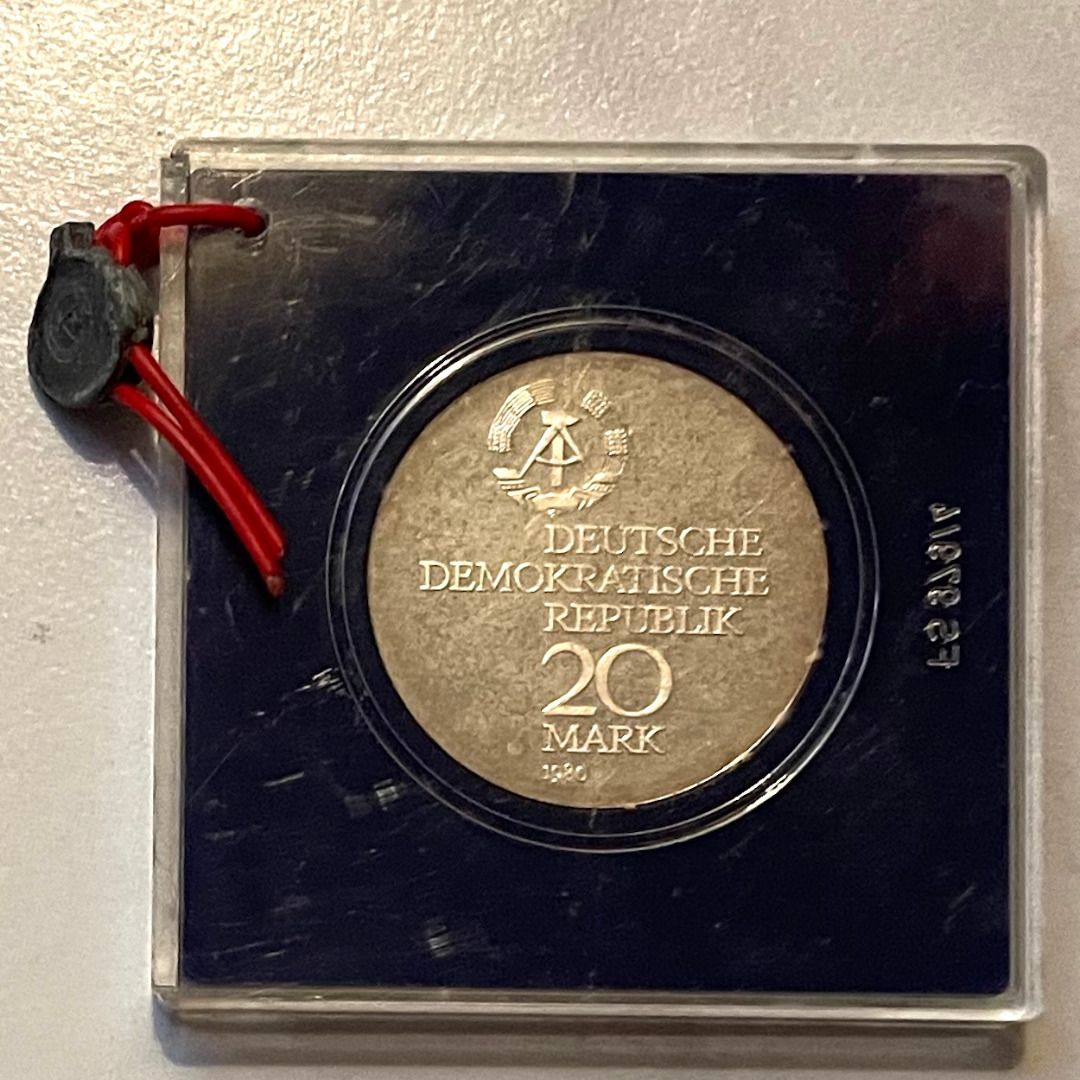 DEUTSCHE
DEMOKRATISCHE
REPUBLIK
20
MARK
1980